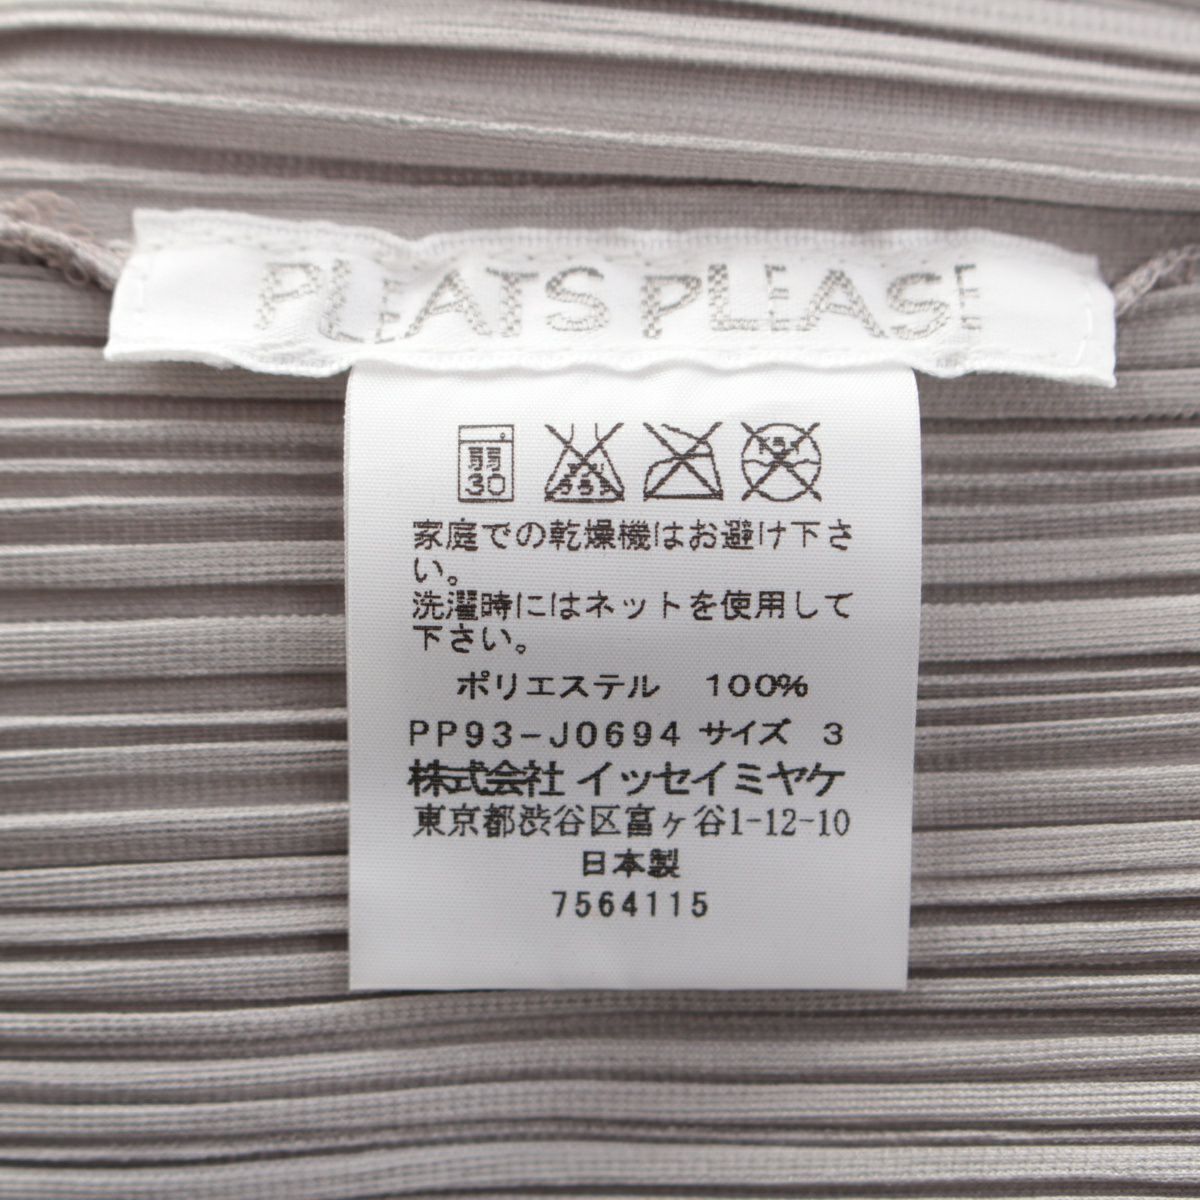 PLEATS PLEASE
弱
30
家庭での乾燥機はお避け下さ
い。
洗濯時にはネットを使用して
下さい。
ポリエステル 100%
PP93-J0694 サイズ 3
株式会社 イッセイミヤケ
東京都渋谷区富ヶ谷1-12-10
日本製
7564115